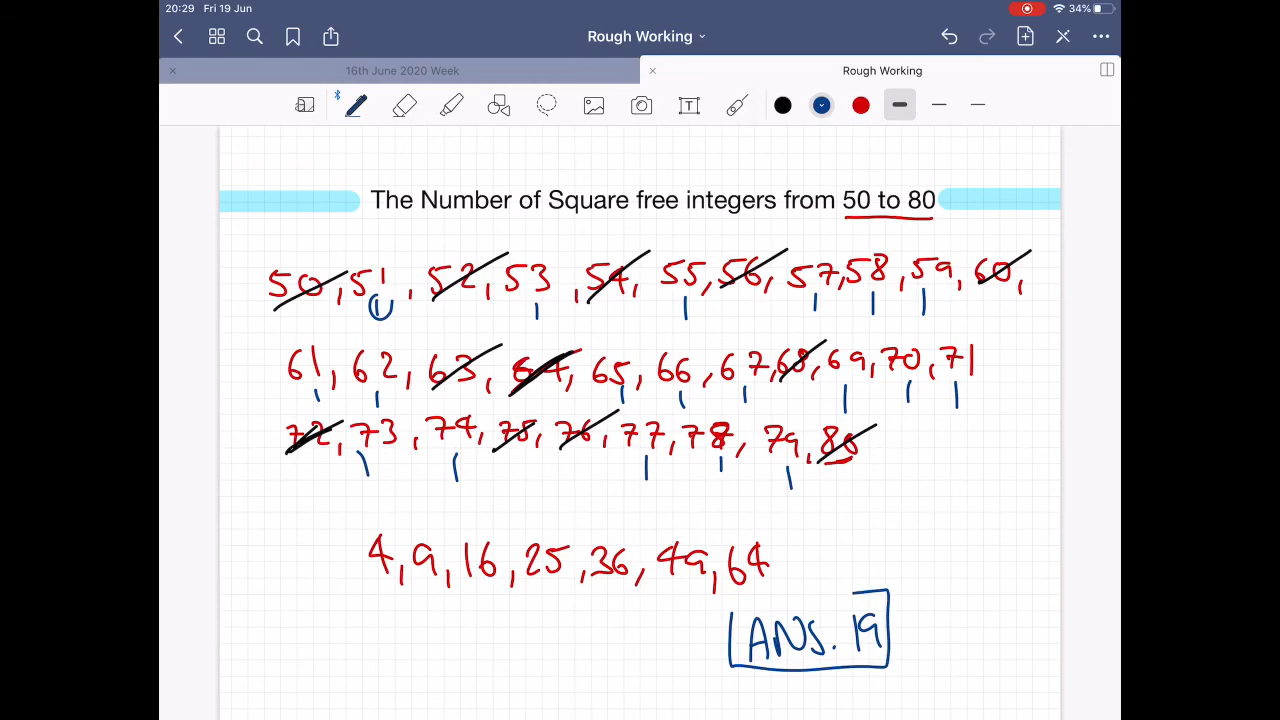 20:29 Fri 19 Jun
34%
Rough Working
16th June 2020 Week
Rough Working
T
The Number of Square free integers from 50 to 80
50, 51, 52, 53, 54, 55, 56, 57, 58, 59, 60,
61, 62, 63, 64, 65, 66, 67, 68, 69, 70, 71
72, 73, 74, 75, 76, 77, 78, 79, 80
4, 9, 16, 25, 36, 49, 64
ANS. 19